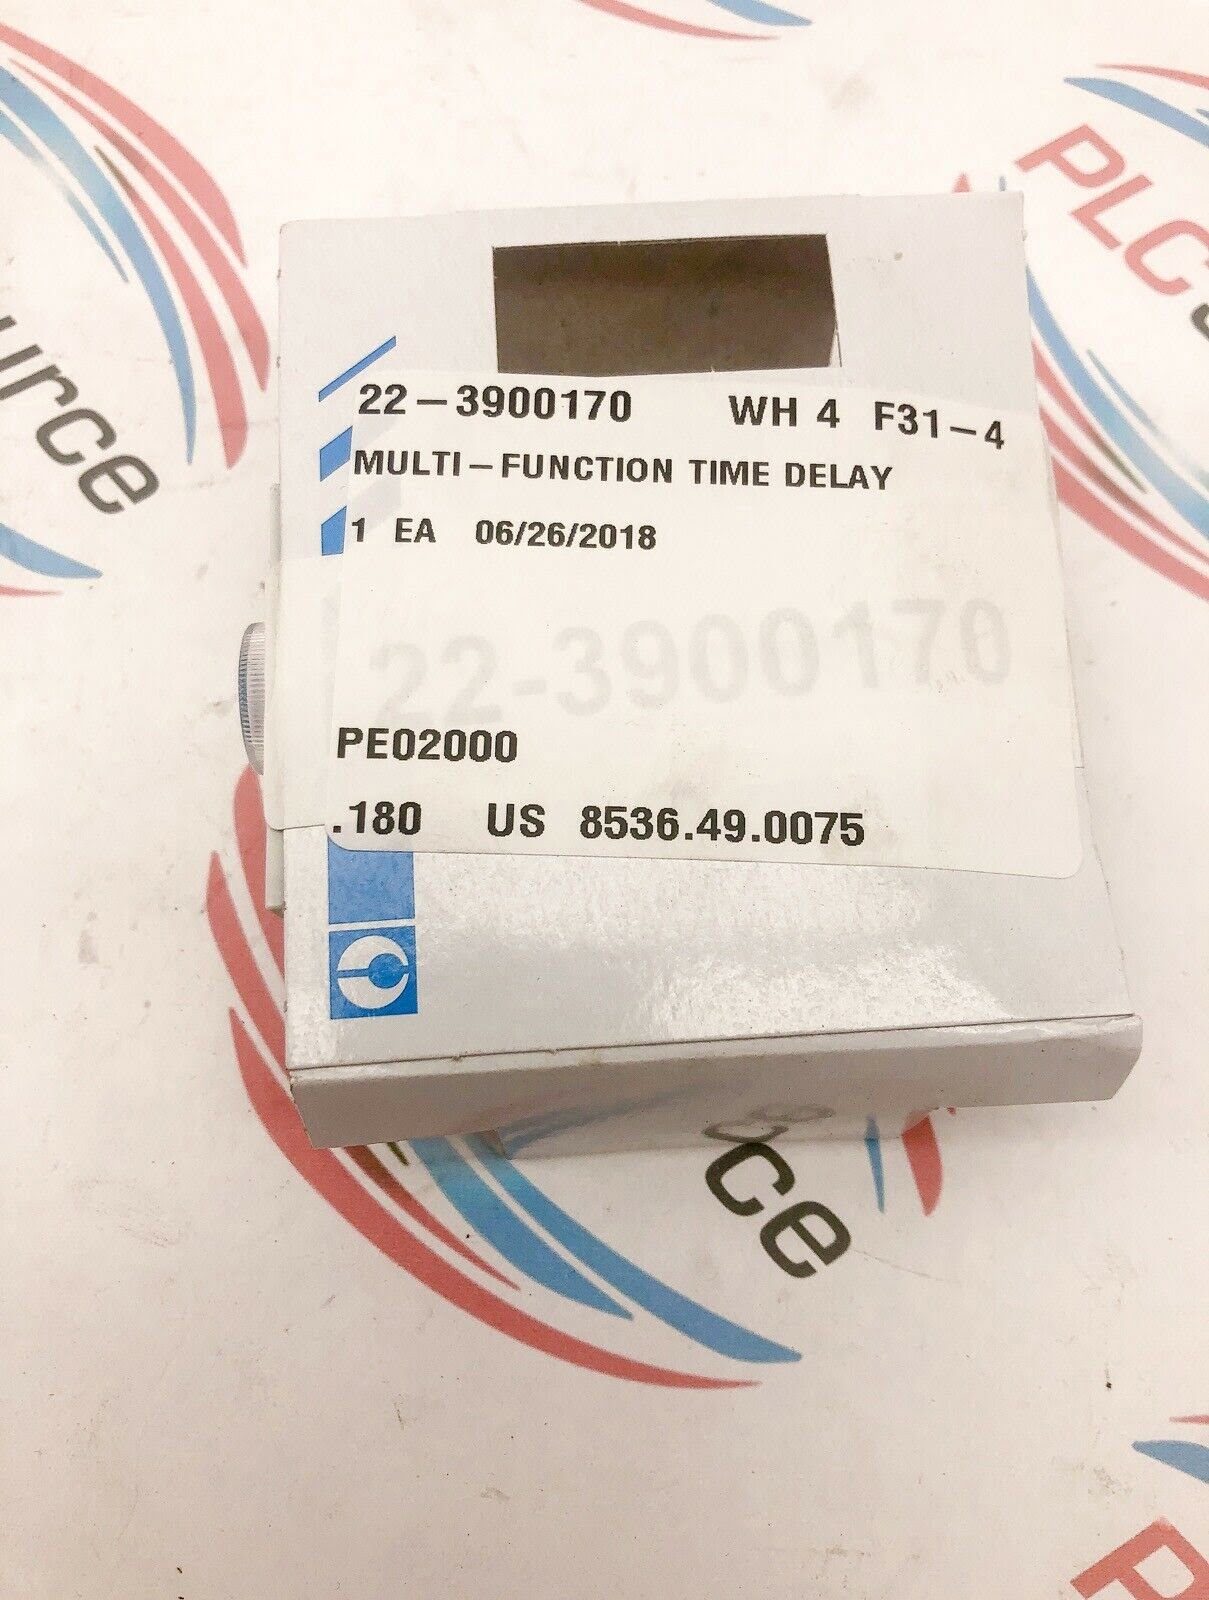 PLC
urce
22-3900170 WH 4 F31-4
MULTI-FUNCTION TIME DELAY
1 EA 06/26/2018
22-3900170
PE02000
.180 US 8536.49.0075
P